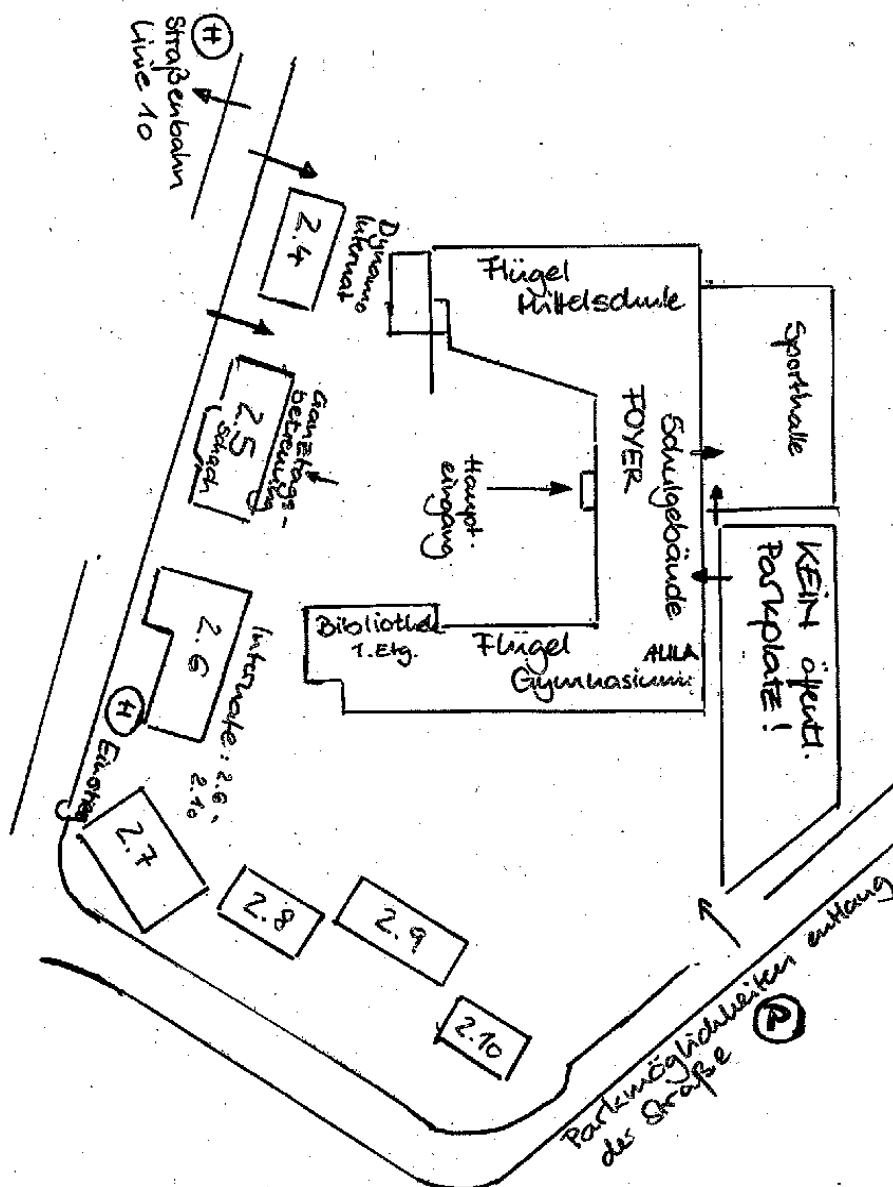 (H)
Straßenbahn
Linie 10
2.4
Dynamo
Internat
Flügel
Mittelschule
Sporthalle
FOYER
Schulgebäude
2.5
Schach
Ganztags-
betreuung
Haupt-
eingang
KEIN öffentl.
Parkplatz!
2.6
Internate: 2.6 -
2.10
Bibliothek
1. Etg.
Flügel
Gymnasium
AULA
(H)
Einstieg
2.7
2.8
2.9
2.10
(P)
Parkmöglichkeiten entlang
der Straße